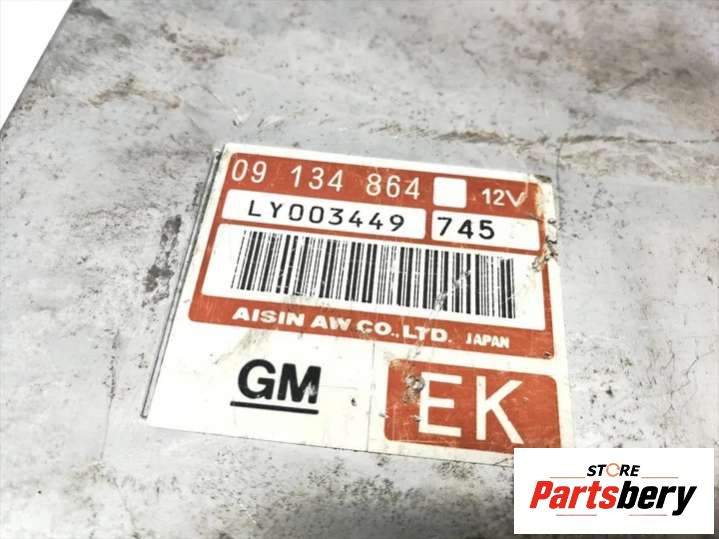 09 134 864 12V
LY003449 745
AISIN AW CO., LTD. JAPAN
GM EK
STORE
Partsbery